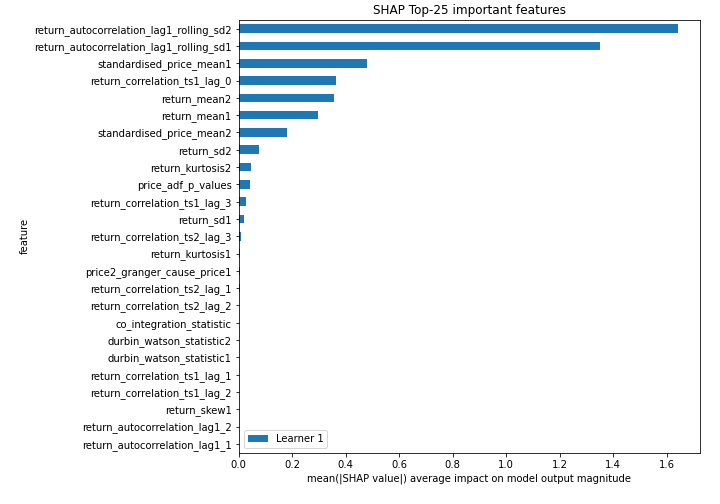 SHAP Top-25 important features
return_autocorrelation_lag1_rolling_sd2
return_autocorrelation_lag1_rolling_sd1
standardised_price_mean1
return_correlation_ts1_lag_0
return_mean2
return_mean1
standardised_price_mean2
return_sd2
return_kurtosis2
price_adf_p_values
return_correlation_ts1_lag_3
return_sd1
return_correlation_ts2_lag_3
return_kurtosis1
price2_granger_cause_price1
return_correlation_ts2_lag_1
return_correlation_ts2_lag_2
co_integration_statistic
durbin_watson_statistic2
durbin_watson_statistic1
return_correlation_ts1_lag_1
return_correlation_ts1_lag_2
return_skew1
return_autocorrelation_lag1_2
return_autocorrelation_lag1_1
feature
Learner 1
0.0 0.2 0.4 0.6 0.8 1.0 1.2 1.4 1.6
mean(|SHAP value|) average impact on model output magnitude